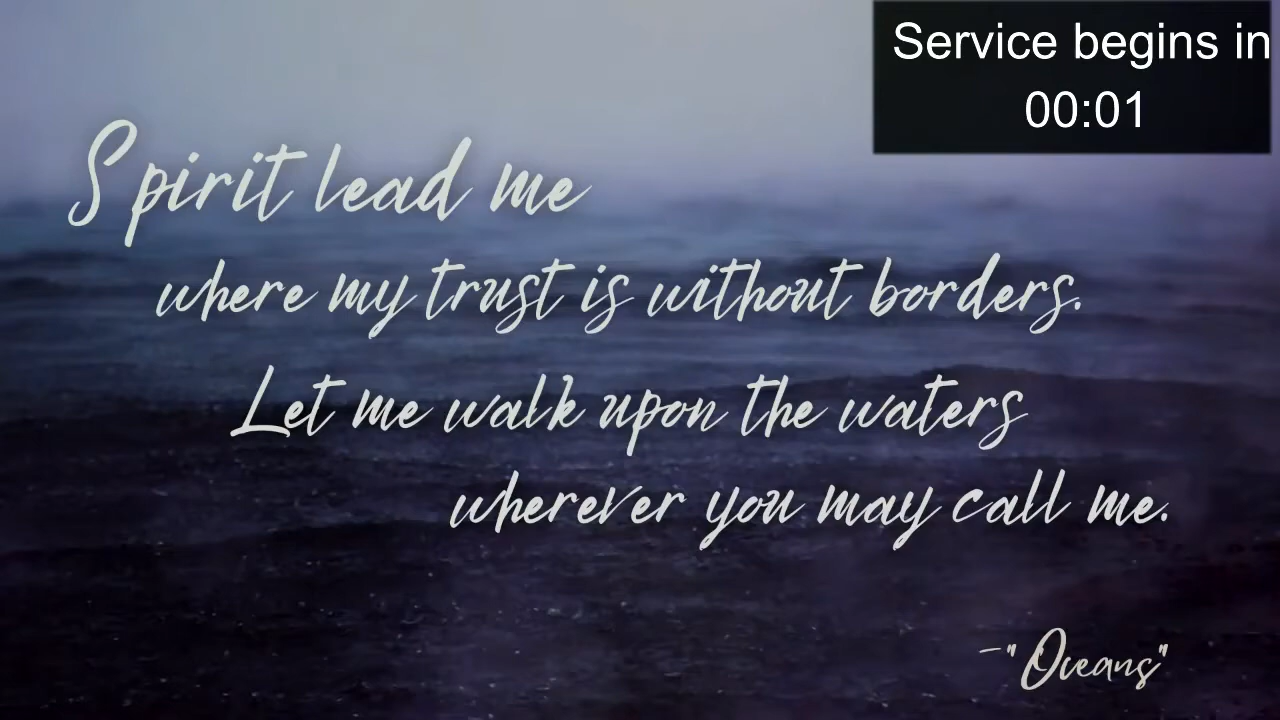 Service begins in
00:01
Spirit lead me
where my trust is without borders.
Let me walk upon the waters
wherever you may call me.
-"Oceans"